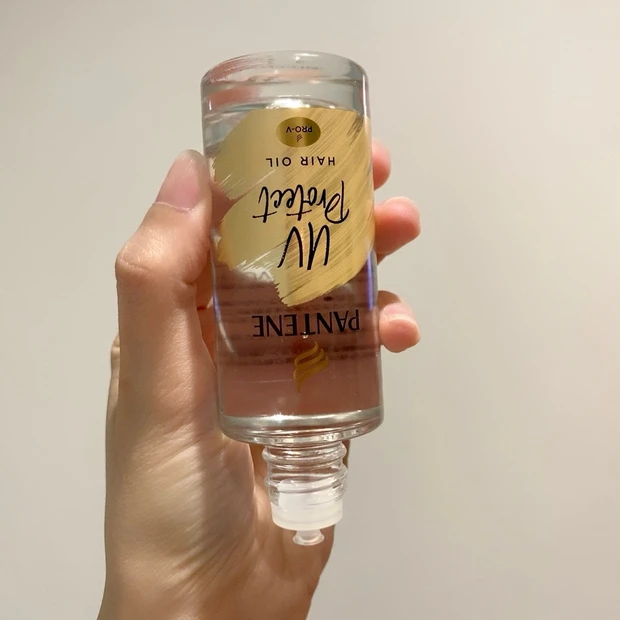 PANTENE
UV
Protect
HAIR OIL
PRO-V